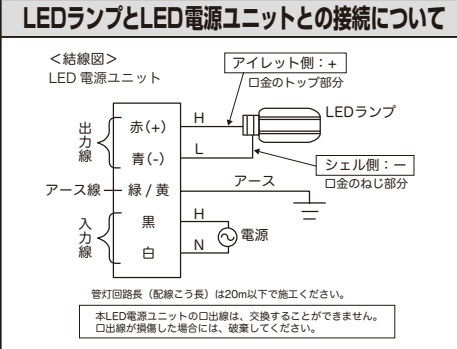 LEDランプとLED電源ユニットとの接続について
＜結線図＞
LED 電源ユニット
アイレット側：+
口金のトップ部分
LEDランプ
出力線
赤(+)
H
青(-)
L
シェル側：ー
口金のねじ部分
アース線
緑 / 黄
アース
入力線
黒
H
電源
白
N
管灯回路長（配線こう長）は20m以下で施工ください。
本LED電源ユニットの口出線は、交換することができません。
口出線が損傷した場合には、破棄してください。